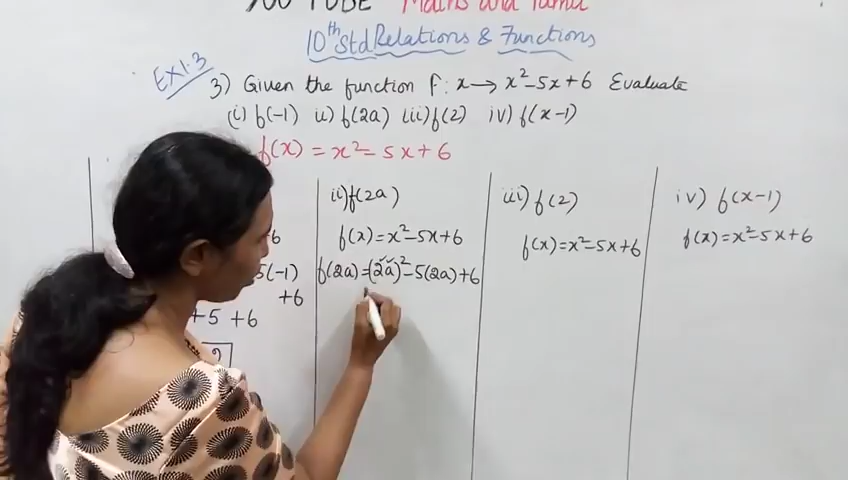 YOU TUBE Maths and Tamil
10th Std Relations & Functions
EX 1.3
3) Given the function f: x → x² - 5x + 6 Evaluate
(i) f(-1) ii) f(2a) iii) f(2) iv) f(x-1)
f(x) = x² - 5x + 6
+6
5(-1)
+6
+5 +6
ii) f(2a)
f(x) = x² - 5x + 6
f(2a) = (2a)² - 5(2a) + 6
iii) f(2)
f(x) = x² - 5x + 6
iv) f(x-1)
f(x) = x² - 5x + 6